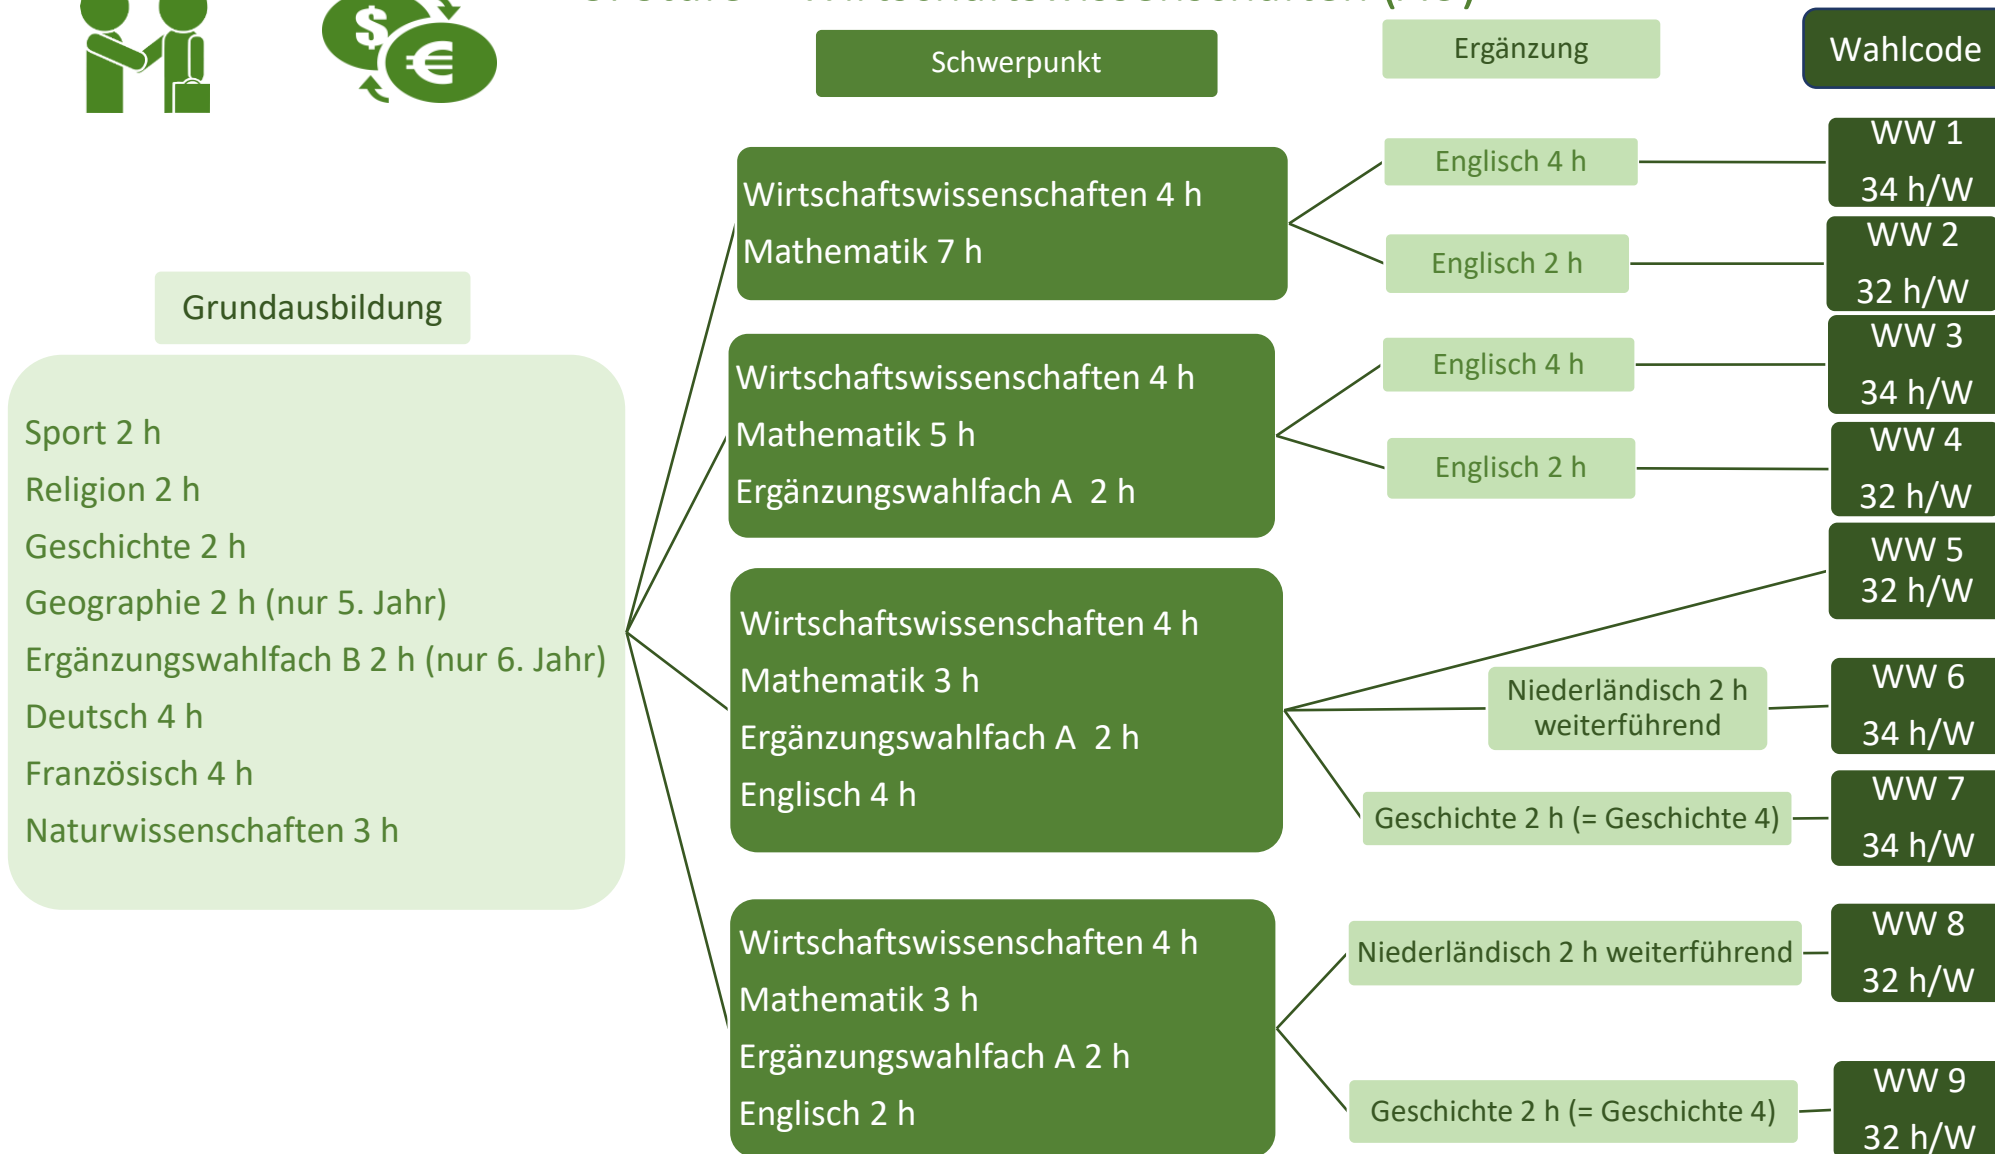 Schwerpunkt
Ergänzung
Wahlcode
Grundausbildung
Sport 2 h
Religion 2 h
Geschichte 2 h
Geographie 2 h (nur 5. Jahr)
Ergänzungswahlfach B 2 h (nur 6. Jahr)
Deutsch 4 h
Französisch 4 h
Naturwissenschaften 3 h
Wirtschaftswissenschaften 4 h
Mathematik 7 h
Englisch 4 h
WW 1
34 h/W
Englisch 2 h
WW 2
32 h/W
Wirtschaftswissenschaften 4 h
Mathematik 5 h
Ergänzungswahlfach A  2 h
Englisch 4 h
WW 3
34 h/W
Englisch 2 h
WW 4
32 h/W
Wirtschaftswissenschaften 4 h
Mathematik 3 h
Ergänzungswahlfach A  2 h
Englisch 4 h
WW 5
32 h/W
Niederländisch 2 h
weiterführend
WW 6
34 h/W
Geschichte 2 h (= Geschichte 4)
WW 7
34 h/W
Wirtschaftswissenschaften 4 h
Mathematik 3 h
Ergänzungswahlfach A 2 h
Englisch 2 h
Niederländisch 2 h weiterführend
WW 8
32 h/W
Geschichte 2 h (= Geschichte 4)
WW 9
32 h/W